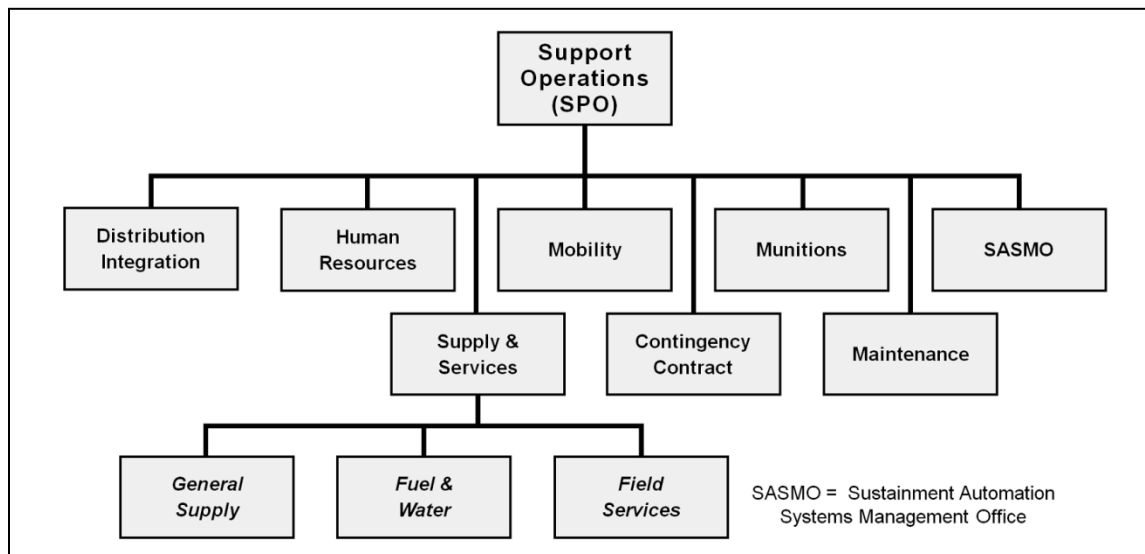 Support
Operations
(SPO)
Distribution
Integration
Human
Resources
Mobility
Munitions
SASMO
Supply &
Services
Contingency
Contract
Maintenance
General
Supply
Fuel &
Water
Field
Services
SASMO = Sustainment Automation
Systems Management Office